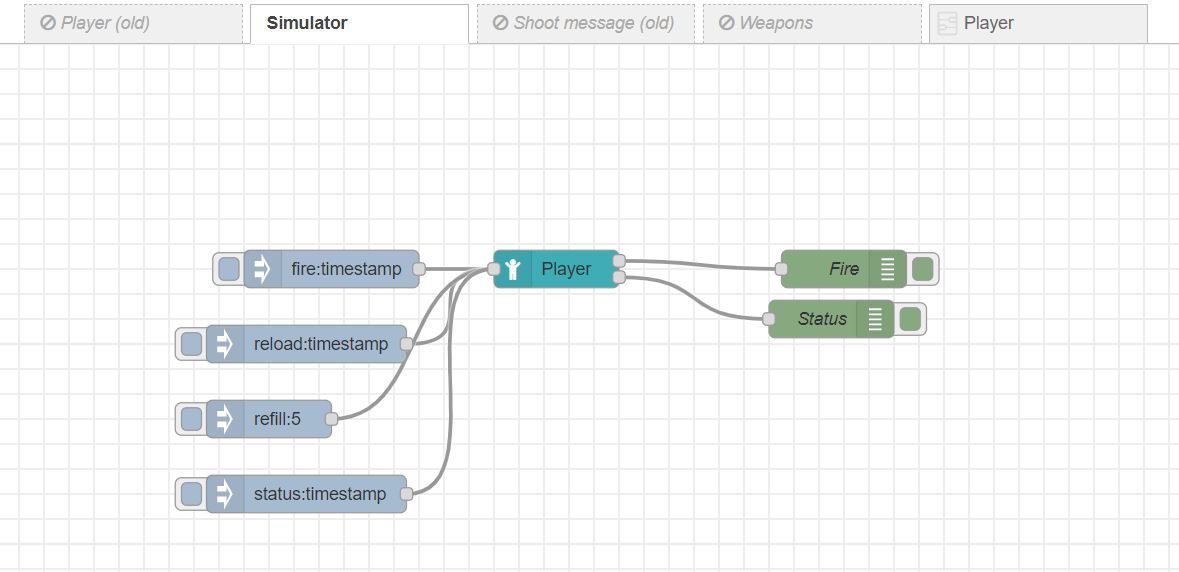 Player (old)
Simulator
Shoot message (old)
Weapons
Player
fire:timestamp
Player
Fire
Status
reload:timestamp
refill:5
status:timestamp